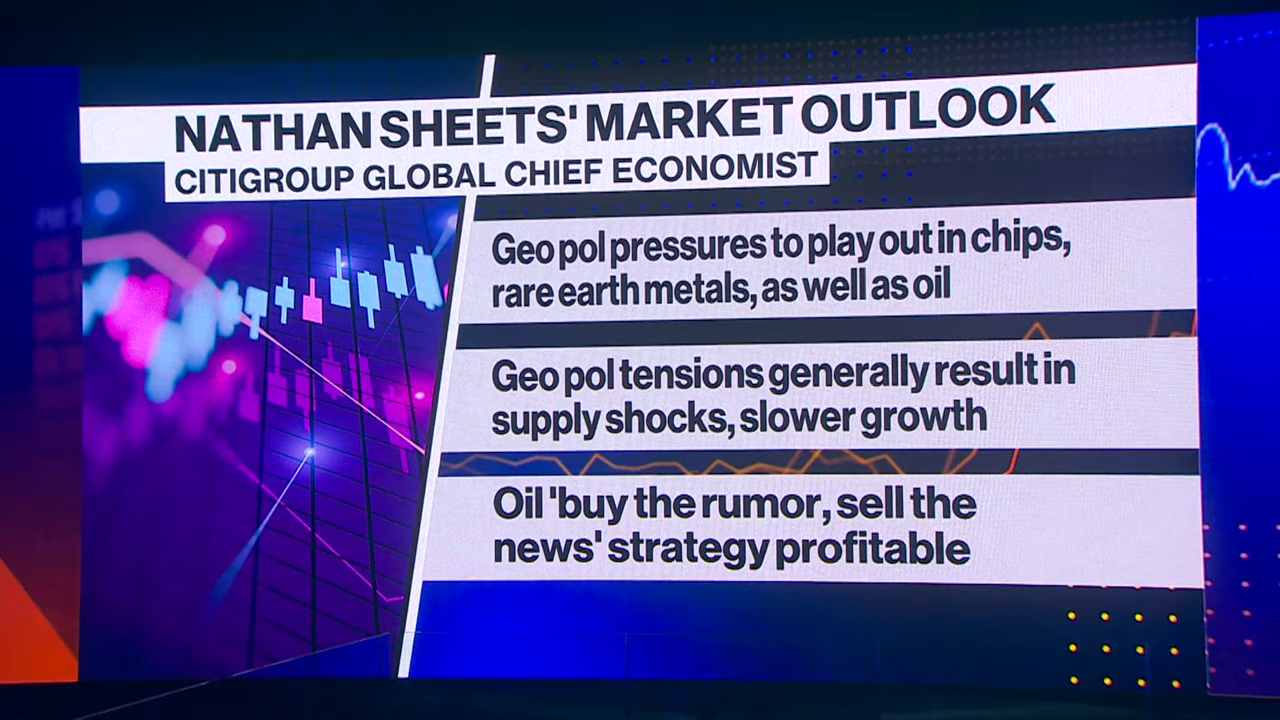 NATHAN SHEETS' MARKET OUTLOOK
CITIGROUP GLOBAL CHIEF ECONOMIST
Geo pol pressures to play out in chips,
rare earth metals, as well as oil
Geo pol tensions generally result in
supply shocks, slower growth
Oil 'buy the rumor, sell the
news' strategy profitable